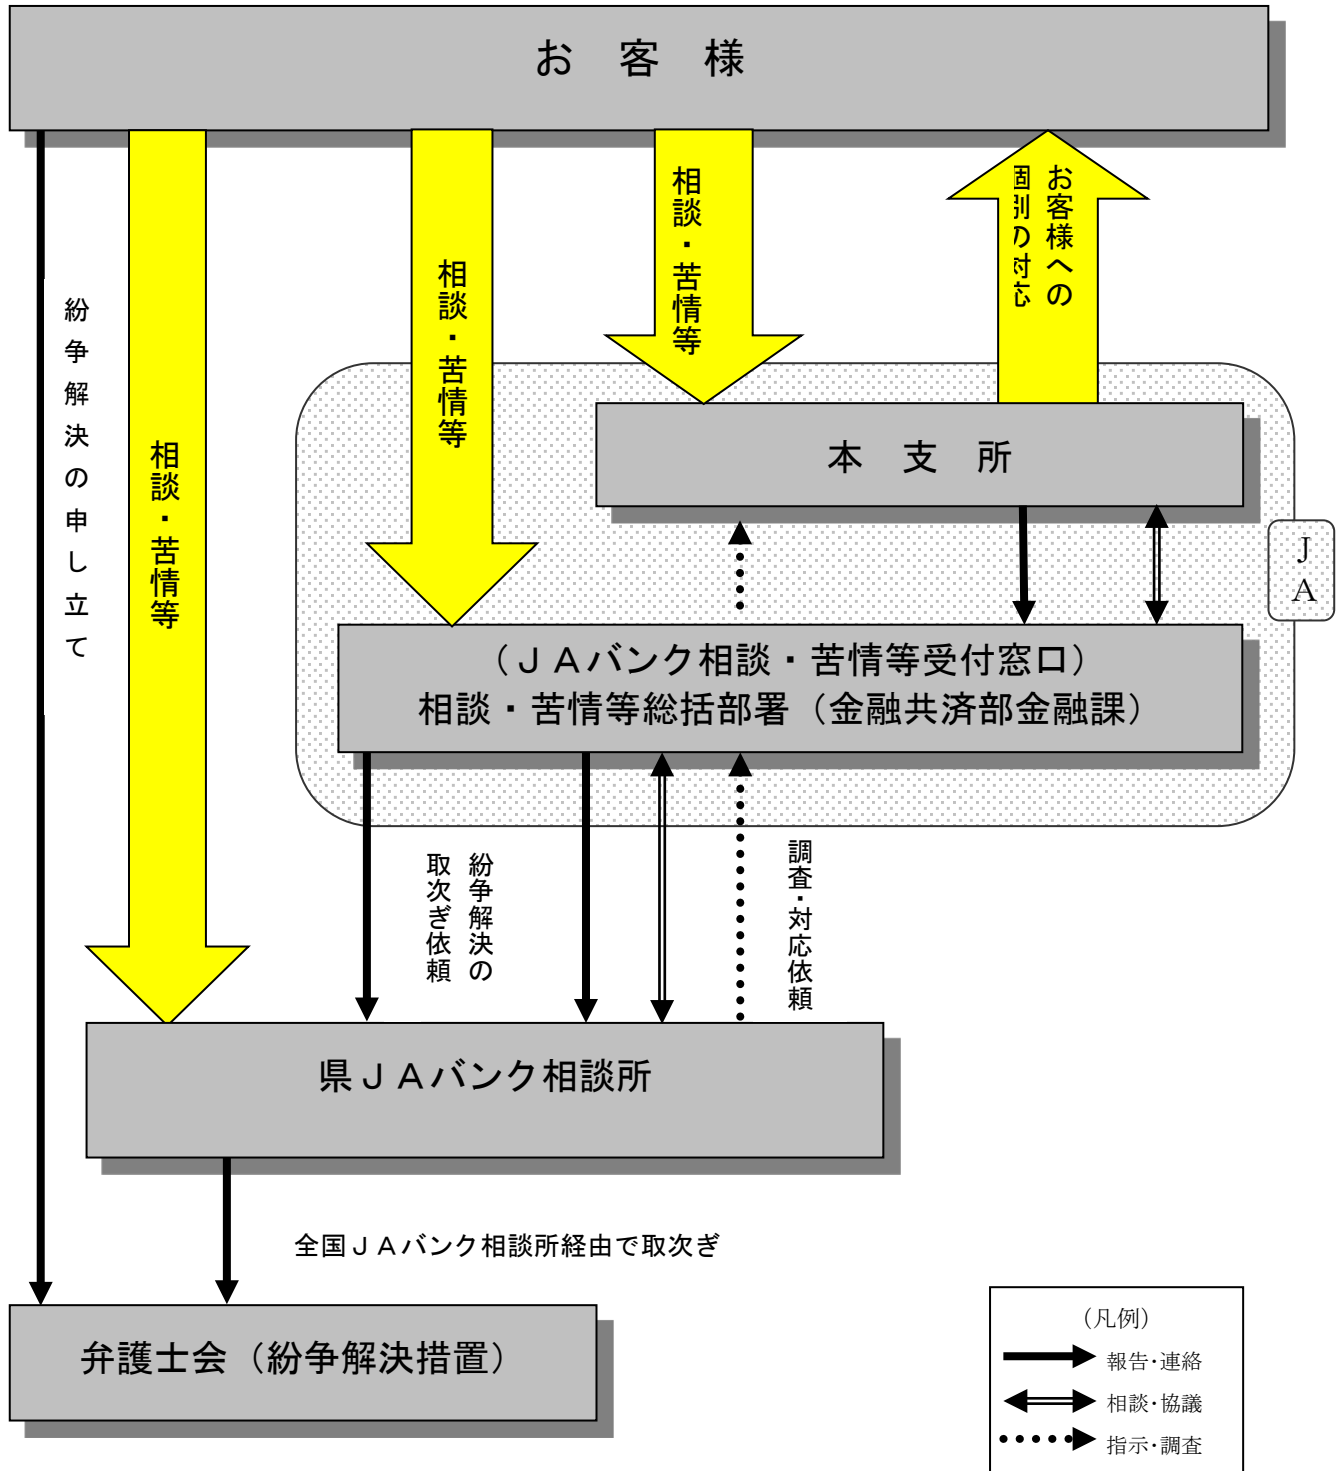 お　客　様
紛争解決の申し立て
相談・苦情等
相談・苦情等
相談・苦情等
お客様への
個別の対応
本　支　所
ＪＡ
（ＪＡバンク相談・苦情等受付窓口）
相談・苦情等総括部署（金融共済部金融課）
紛争解決の
取次ぎ依頼
調査・対応依頼
県ＪＡバンク相談所
全国ＪＡバンク相談所経由で取次ぎ
弁護士会（紛争解決措置）
（凡例）
報告・連絡
相談・協議
指示・調査